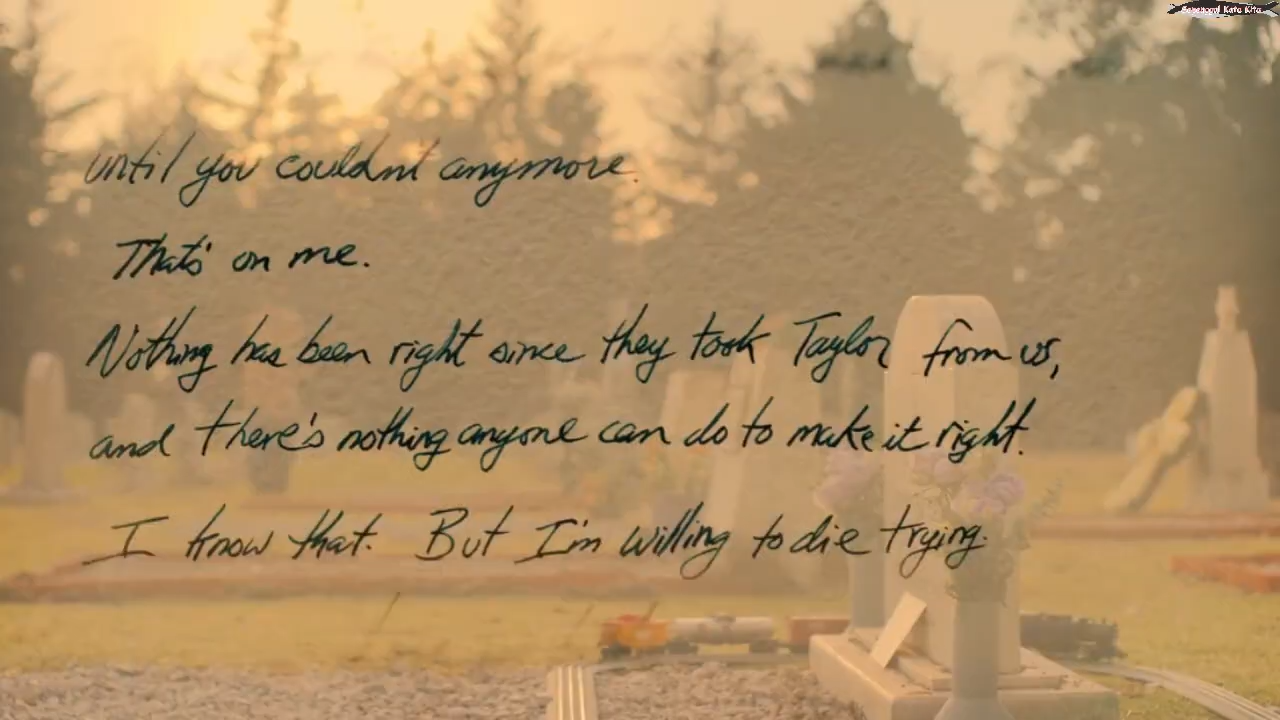 until you couldn't anymore.
That's on me.
Nothing has been right since they took Taylor from us,
and there's nothing anyone can do to make it right.
I know that. But I'm willing to die trying.